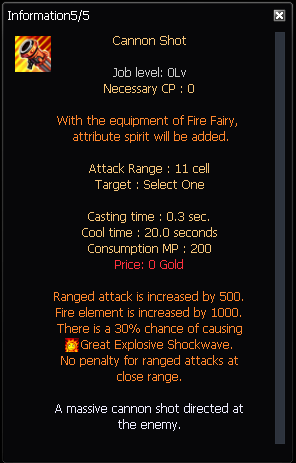 Information5/5
Cannon Shot
Job level: 0Lv
Necessary CP : 0
With the equipment of Fire Fairy,
attribute spirit will be added.
Attack Range : 11 cell
Target : Select One
Casting time : 0.3 sec.
Cool time : 20.0 seconds
Consumption MP : 200
Price: 0 Gold
Ranged attack is increased by 500.
Fire element is increased by 1000.
There is a 30% chance of causing
Great Explosive Shockwave.
No penalty for ranged attacks at
close range.
A massive cannon shot directed at
the enemy.